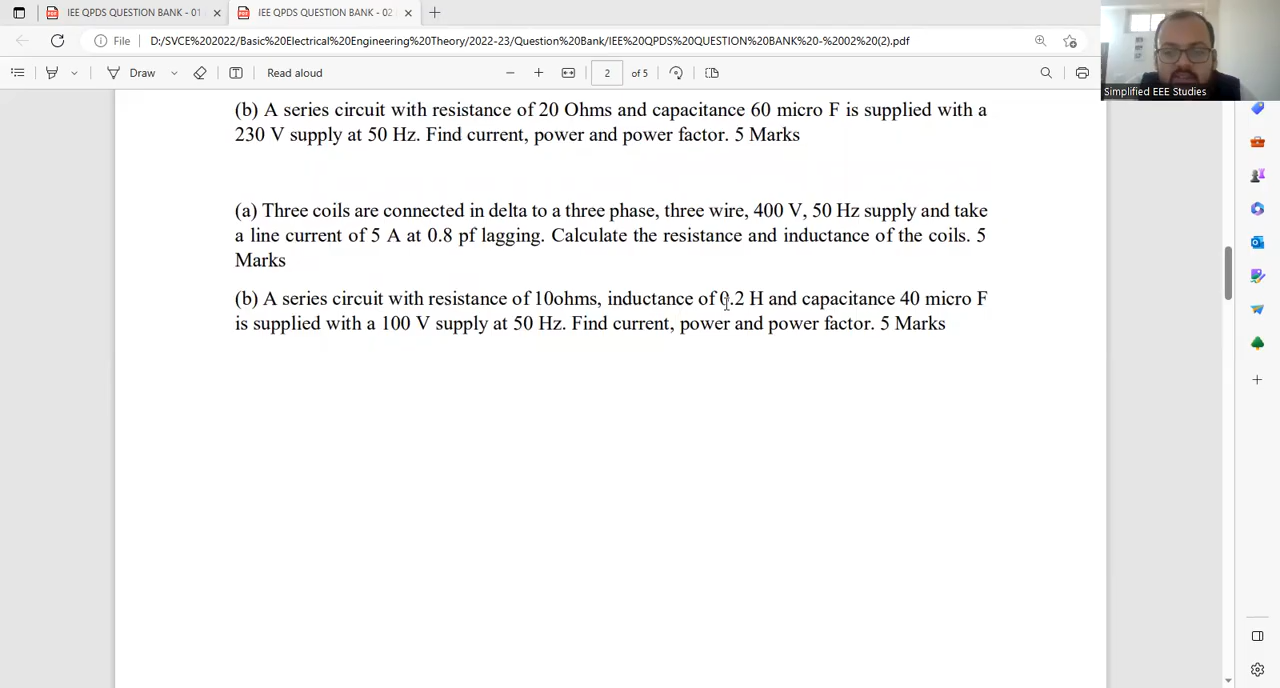 IEE QPDS QUESTION BANK - 01
IEE QPDS QUESTION BANK - 02
File
D:/SVCE%202022/Basic%20Electrical%20Engineering%20Theory/2022-23/Question%20Bank/IEE%20QPDS%20QUESTION%20BANK%20-%2002%20(2).pdf
Draw
Read aloud
2
of 5
Simplified EEE Studies
(b) A series circuit with resistance of 20 Ohms and capacitance 60 micro F is supplied with a
230 V supply at 50 Hz. Find current, power and power factor. 5 Marks
(a) Three coils are connected in delta to a three phase, three wire, 400 V, 50 Hz supply and take
a line current of 5 A at 0.8 pf lagging. Calculate the resistance and inductance of the coils. 5
Marks
(b) A series circuit with resistance of 10ohms, inductance of 0.2 H and capacitance 40 micro F
is supplied with a 100 V supply at 50 Hz. Find current, power and power factor. 5 Marks